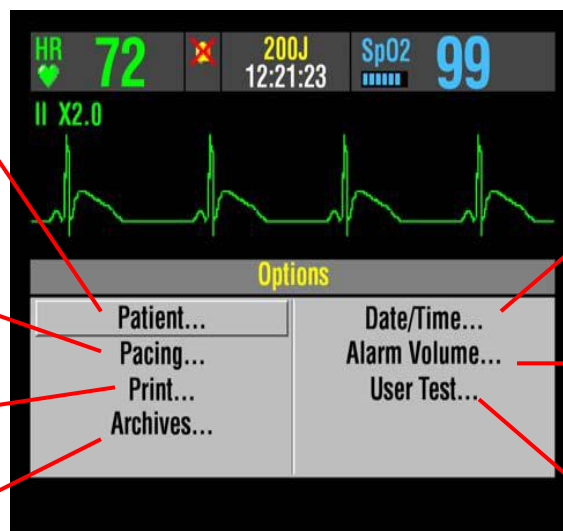 HR 72 200J SpO2 99
12:21:23
II X2.0
Options
Patient...
Pacing...
Print...
Archives...
Date/Time...
Alarm Volume...
User Test...